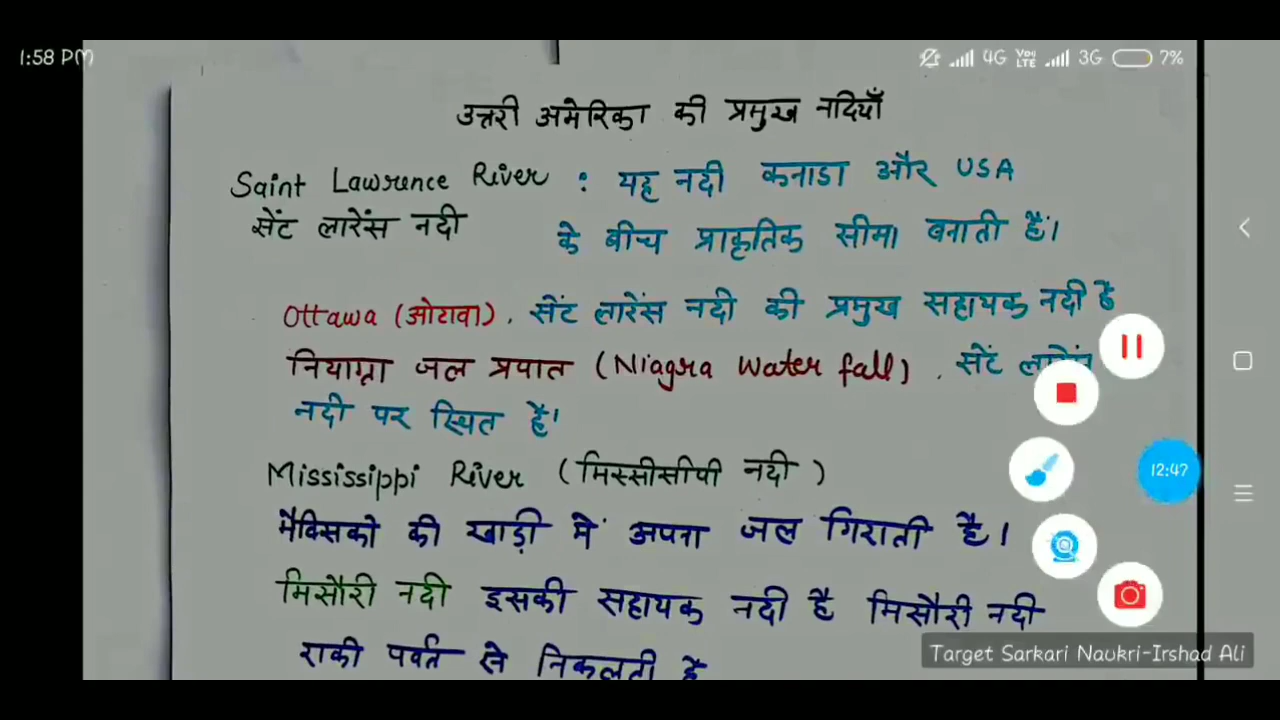 1:58 PM
4G VoLTE 3G 7%
उत्तरी अमेरिका की प्रमुख नदियाँ
Saint Lawrence River : यह नदी कनाडा और USA
सेंट लारेंस नदी के बीच प्राकृतिक सीमा बनाती है।
Ottawa (ओटावा). सेंट लारेंस नदी की प्रमुख सहायक नदी है
नियाग्रा जल प्रपात (Niagra Water fall). सेंट लारेंस
नदी पर स्थित है।
Mississippi River (मिस्सीसीपी नदी)
12:47
मैक्सिको की खाड़ी में अपना जल गिराती है।
मिसौरी नदी इसकी सहायक नदी है मिसौरी नदी
राकी पर्वत से निकलती है
Target Sarkari Naukri-Irshad Ali